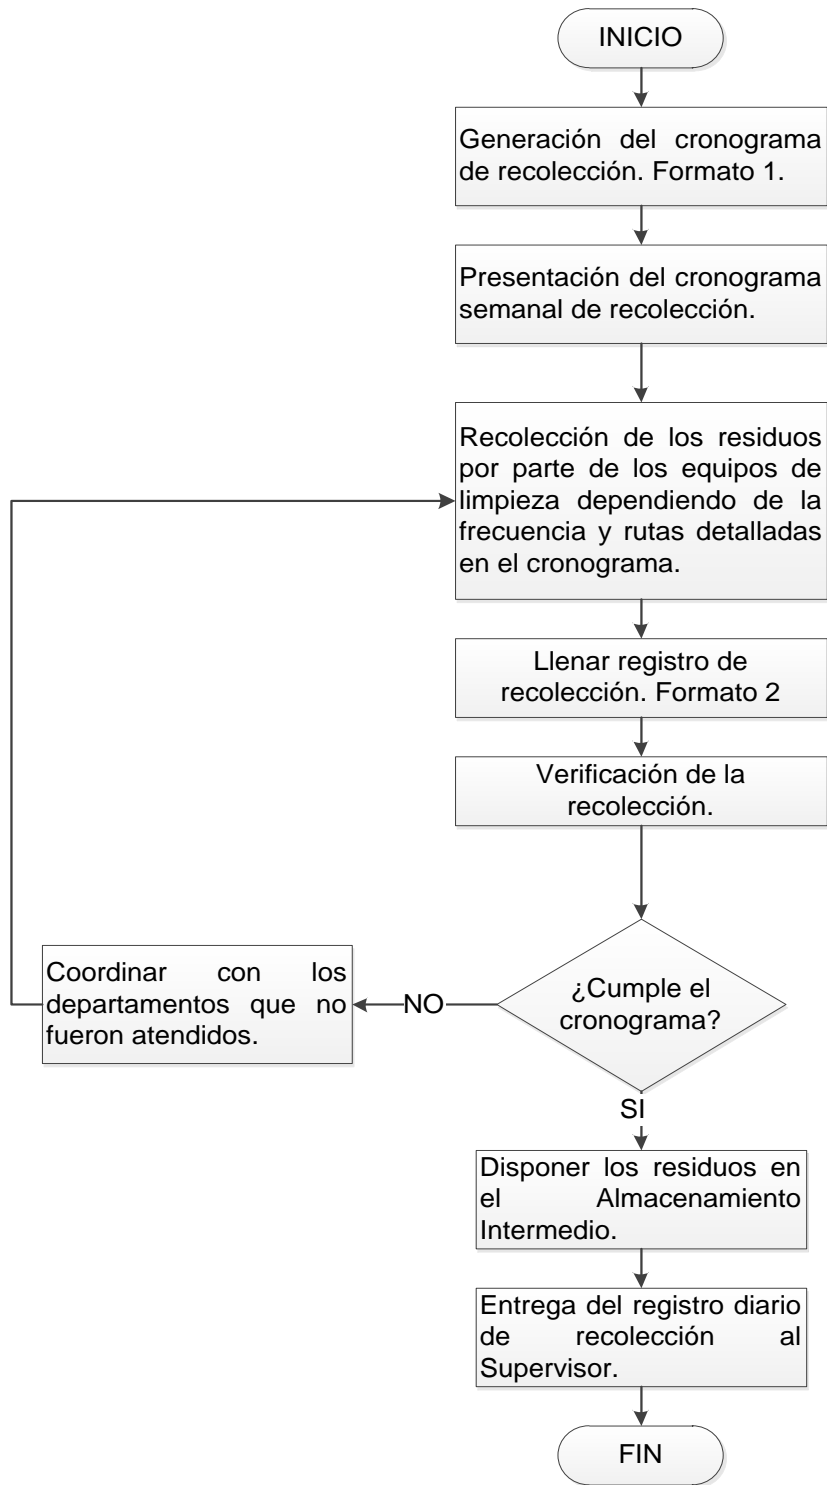 INICIO
Generación del cronograma
de recolección. Formato 1.
Presentación del cronograma
semanal de recolección.
Recolección de los residuos
por parte de los equipos de
limpieza dependiendo de la
frecuencia y rutas detalladas
en el cronograma.
Llenar registro de
recolección. Formato 2
Verificación de la
recolección.
¿Cumple el
cronograma?
NO
Coordinar con los
departamentos que no
fueron atendidos.
SI
Disponer los residuos en
el Almacenamiento
Intermedio.
Entrega del registro diario
de recolección al
Supervisor.
FIN